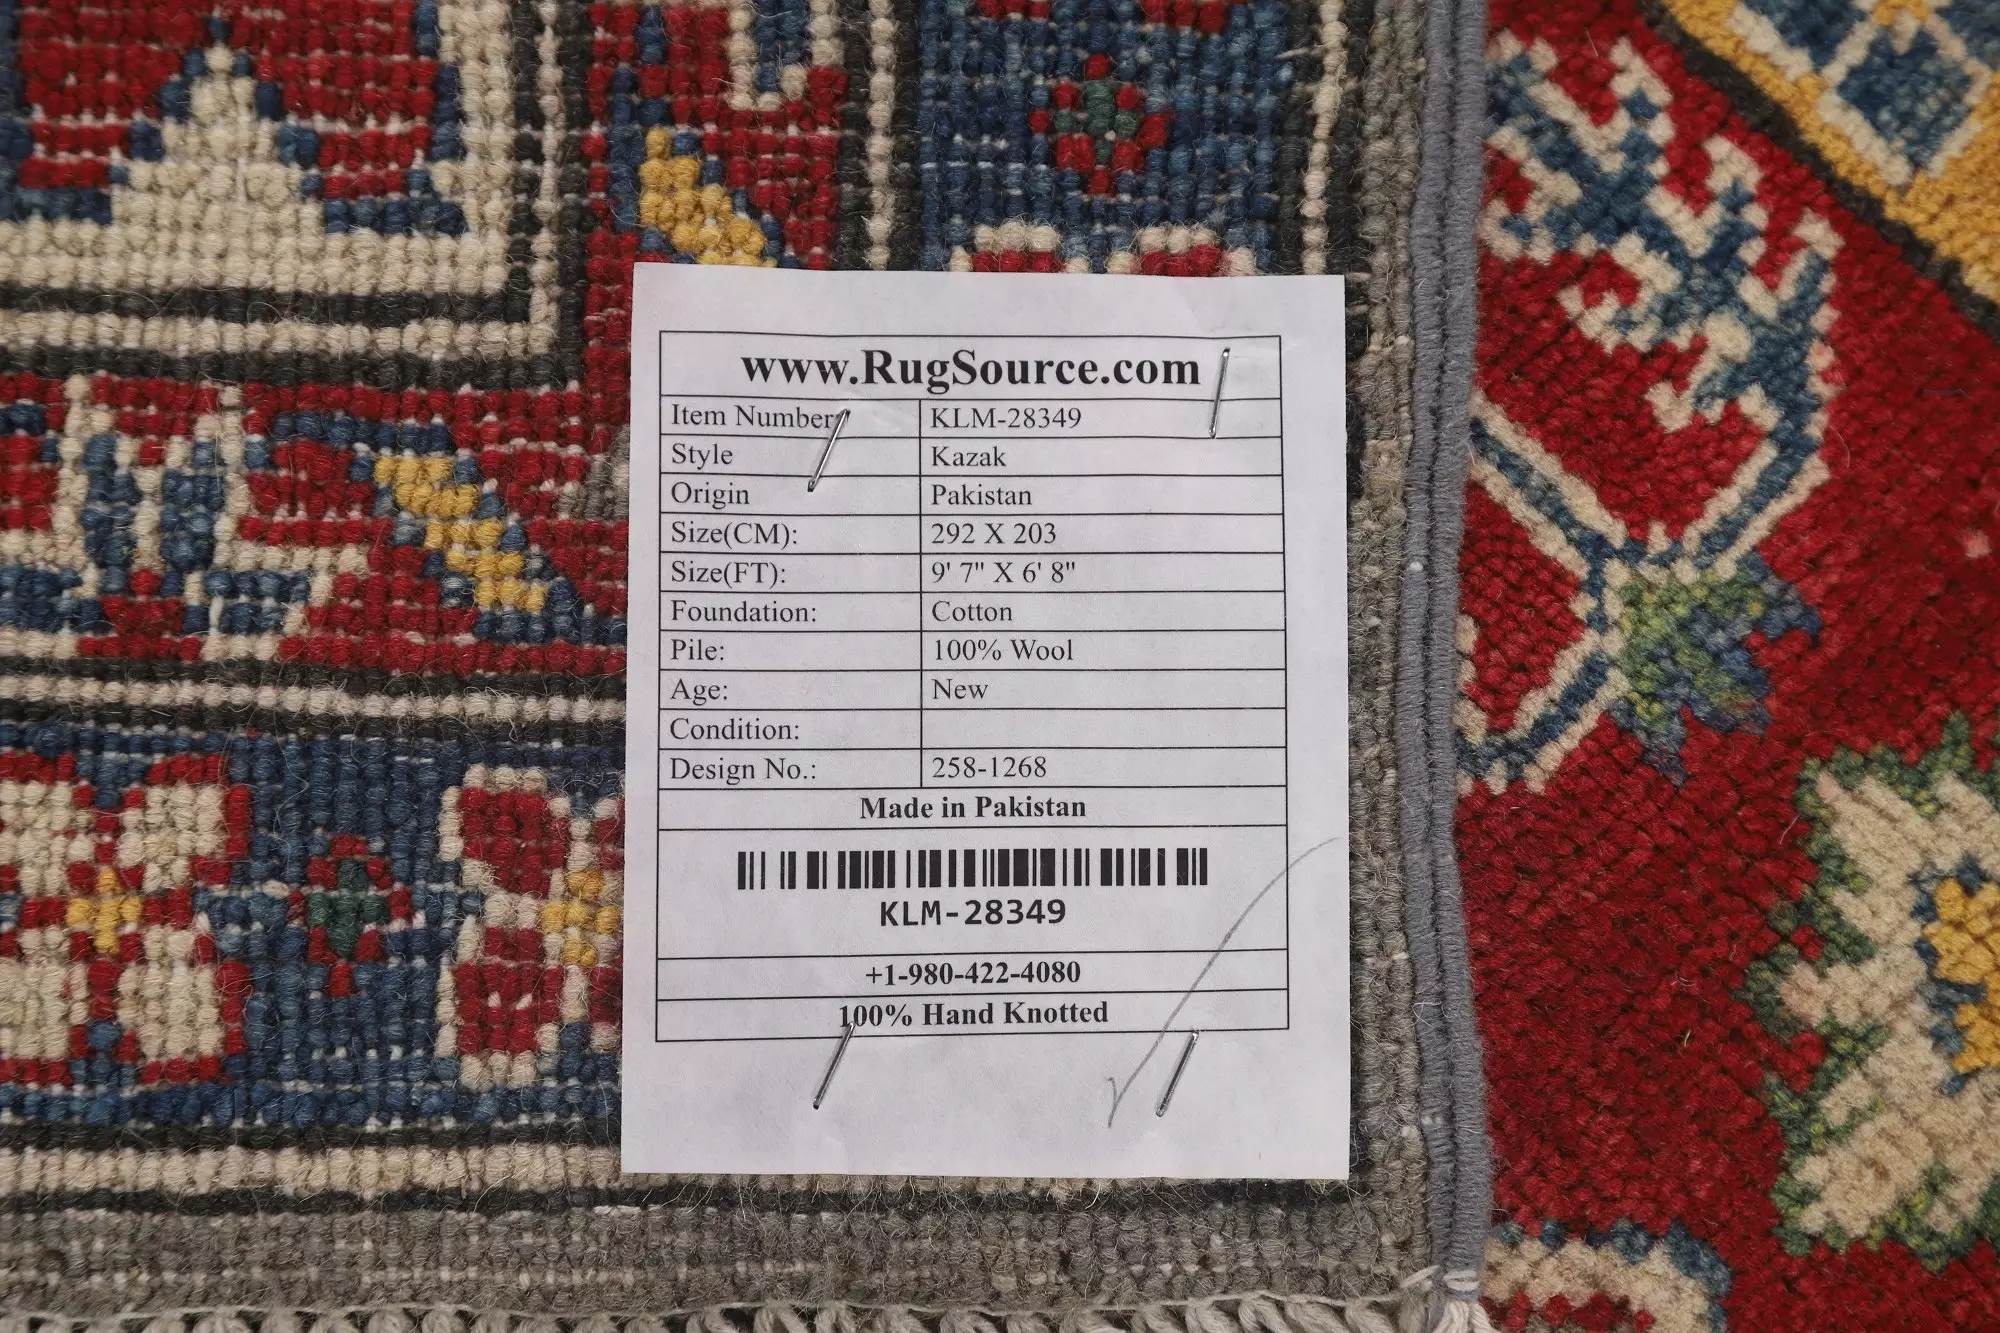 www.RugSource.com
Item Number: KLM-28349
Style Kazak
Origin Pakistan
Size(CM): 292 X 203
Size(FT): 9' 7" X 6' 8"
Foundation: Cotton
Pile: 100% Wool
Age: New
Condition:
Design No.: 258-1268
Made in Pakistan
KLM-28349
+1-980-422-4080
100% Hand Knotted